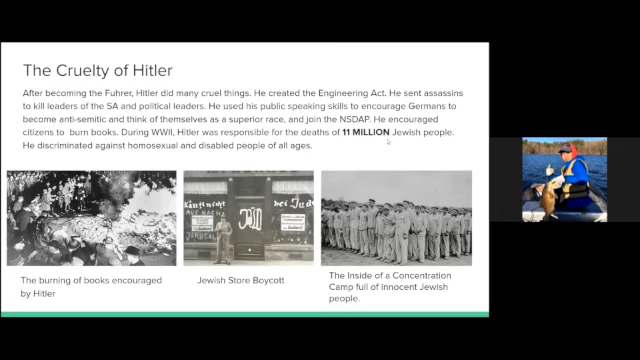 The Cruelty of Hitler
After becoming the Fuhrer, Hitler did many cruel things. He created the Engineering Act. He sent assassins
to kill leaders of the SA and political leaders. He used his public speaking skills to encourage Germans to
become anti-semitic and think of themselves as a superior race, and join the NSDAP. He encouraged
citizens to burn books. During WWII, Hitler was responsible for the deaths of 11 MILLION Jewish people.
He discriminated against homosexual and disabled people of all ages.
The burning of books encouraged
by Hitler
Jewish Store Boycott
The Inside of a Concentration
Camp full of Innocent Jewish
people.